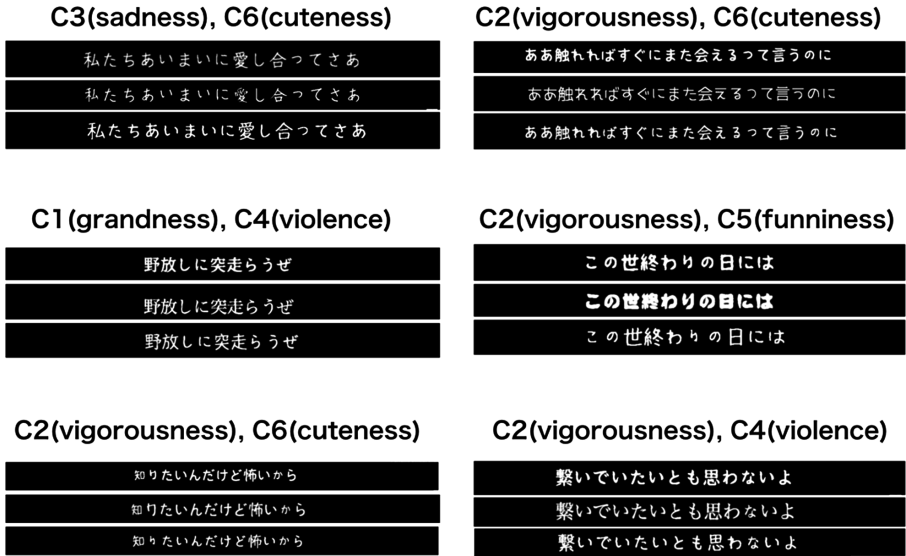 C3(sadness), C6(cuteness)
私たちあいまいに愛し合ってさあ
私たちあいまいに愛し合ってさあ
私たちあいまいに愛し合ってさあ
C2(vigorousness), C6(cuteness)
ああ触れればすぐにまた会えるって言うのに
ああ触れればすぐにまた会えるって言うのに
ああ触れればすぐにまた会えるって言うのに
C1(grandness), C4(violence)
野放しに突走らうぜ
野放しに突走らうぜ
野放しに突走らうぜ
C2(vigorousness), C5(funniness)
この世終わりの日には
この世終わりの日には
この世終わりの日には
C2(vigorousness), C6(cuteness)
知りたいんだけど怖いから
知りたいんだけど怖いから
知りたいんだけど怖いから
C2(vigorousness), C4(violence)
繋いでいたいとも思わないよ
繋いでいたいとも思わないよ
繋いでいたいとも思わないよ